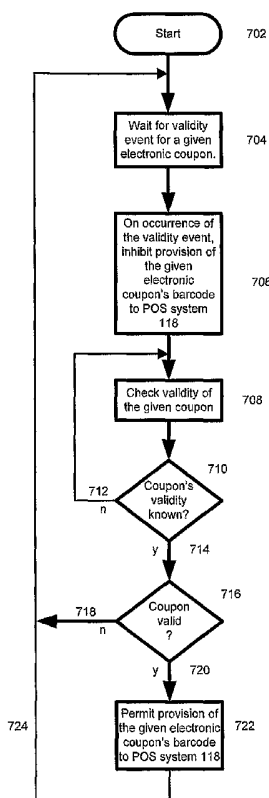 Start
702
Wait for validity
event for a given
electronic coupon.
704
On occurrence
of the validity event,
inhibit provision of
the given
electronic
coupon's barcode
to POS system
118
706
Check validity of
the given coupon
708
710
Coupon's
validity
known?
712
n
y
714
716
Coupon
valid
?
718
n
y
720
Permit provision of
the given electronic
coupon's barcode
to POS system 118
722
724